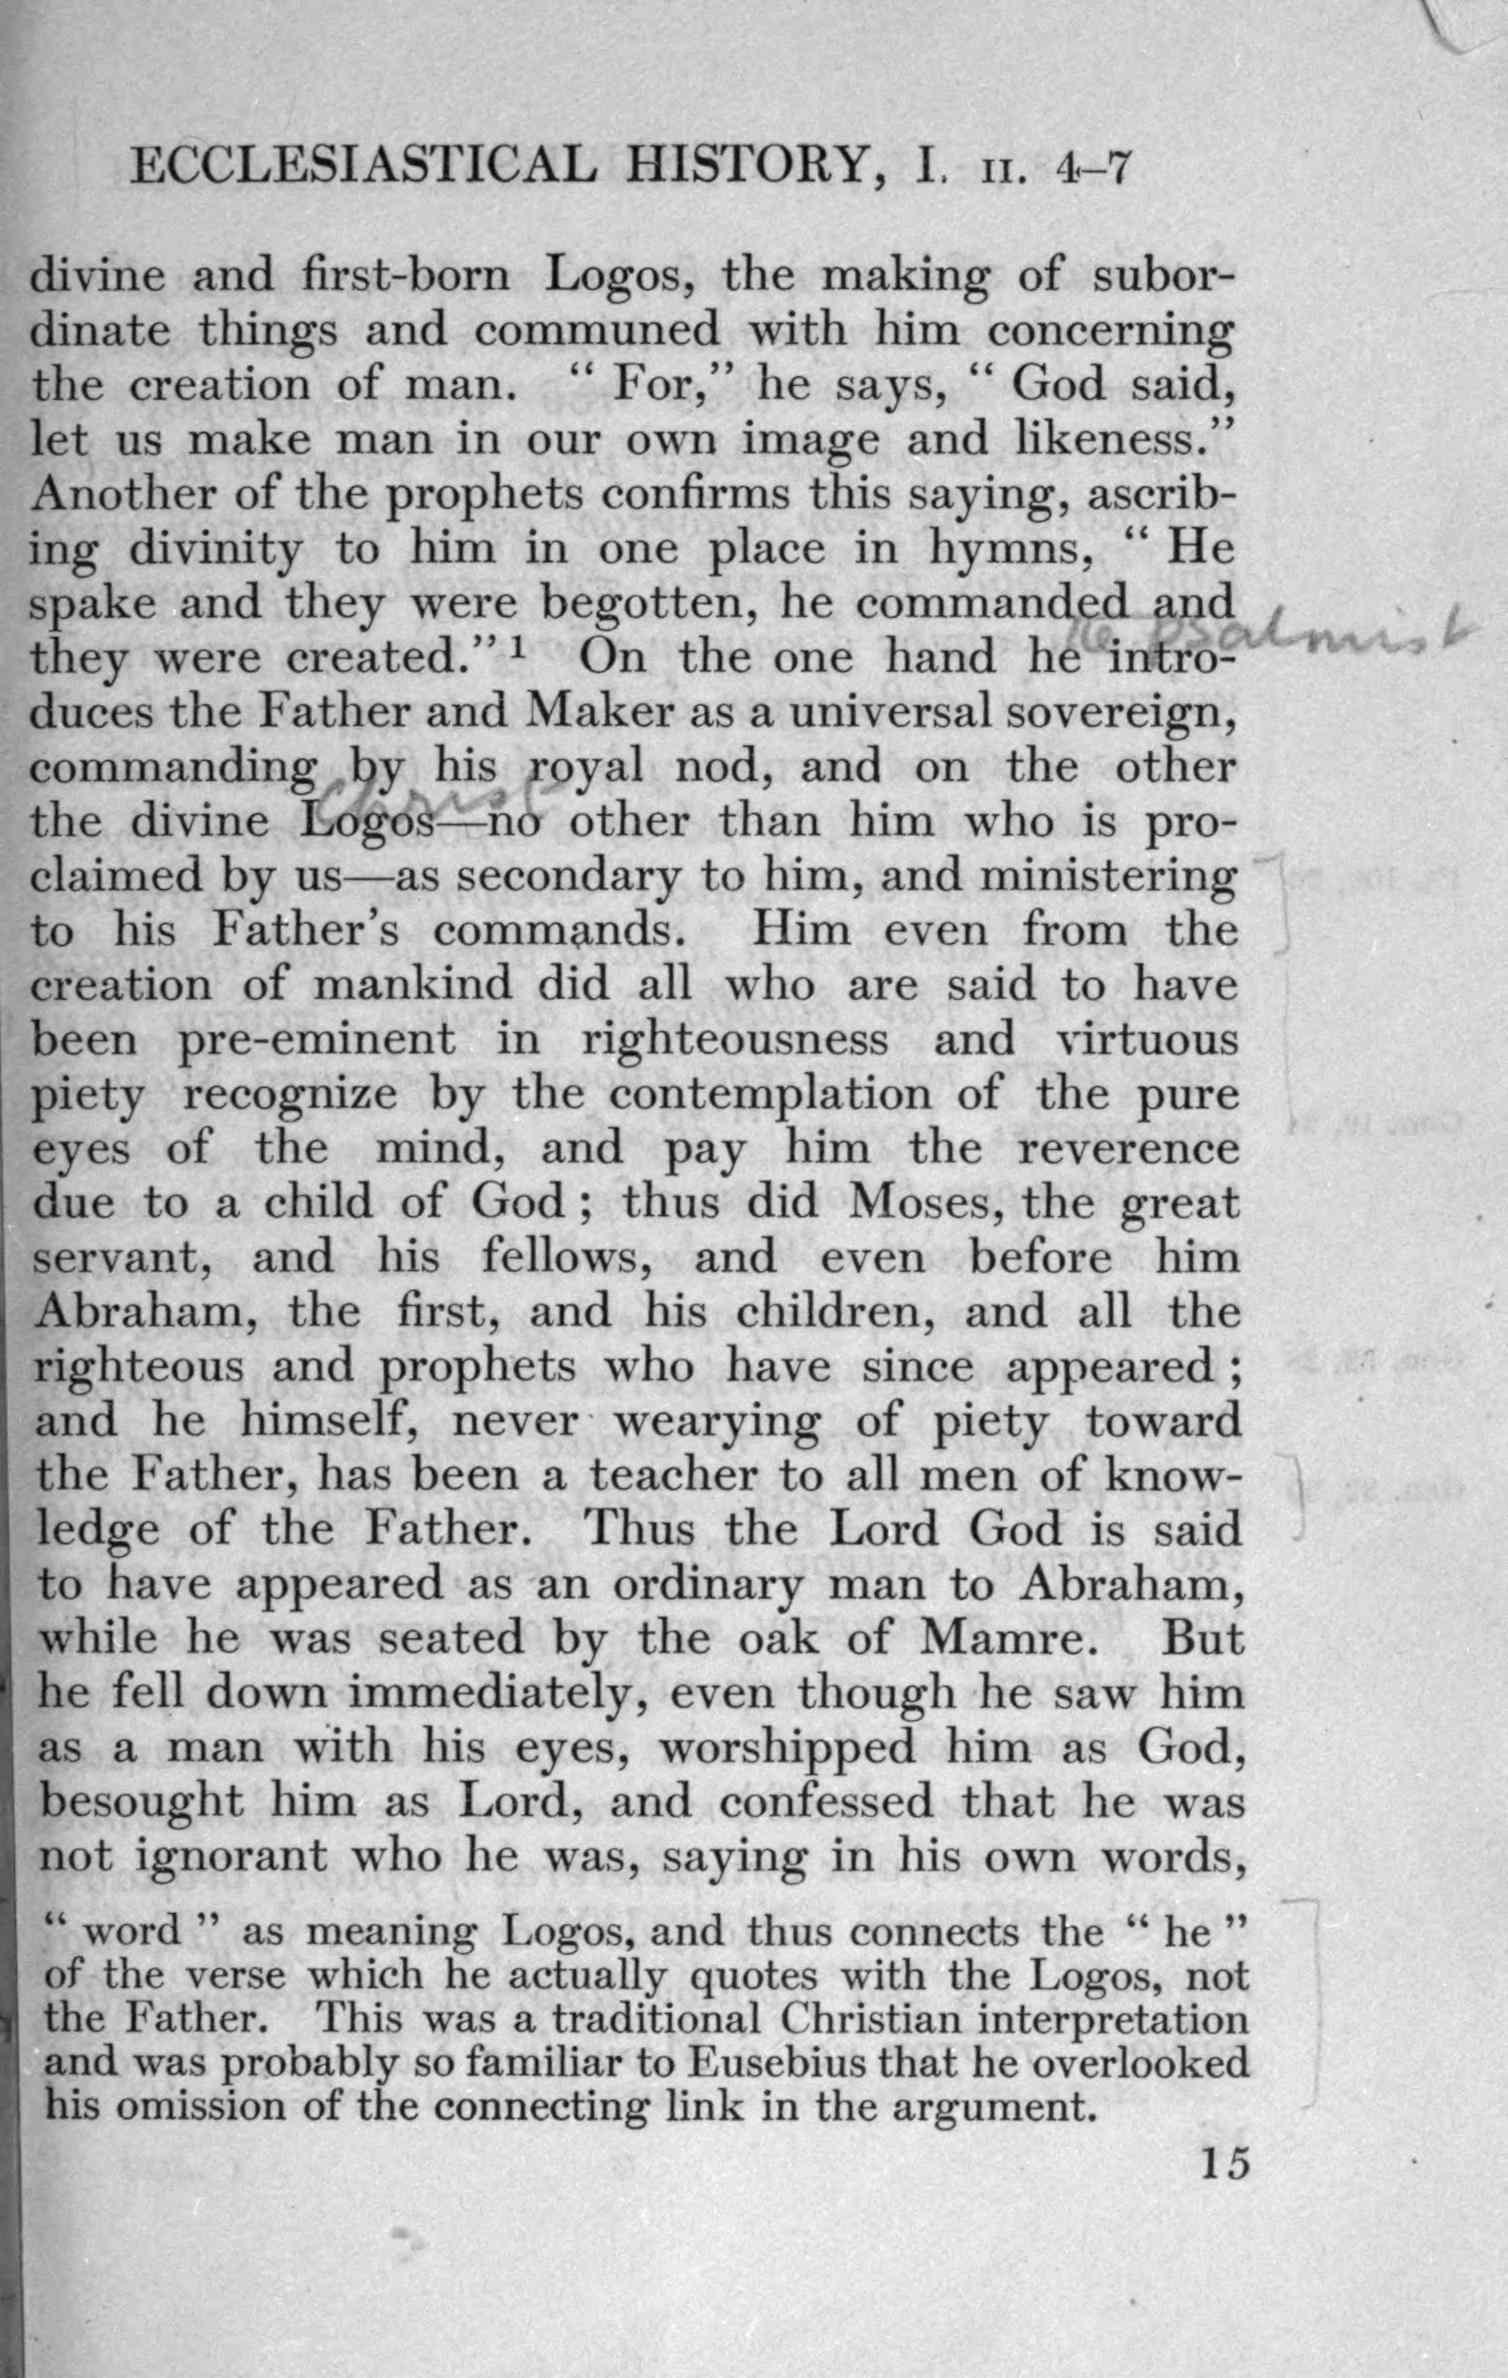 ECCLESIASTICAL HISTORY, I. II. 4–7
divine and first-born Logos, the making of subor-
dinate things and communed with him concerning
the creation of man. “ For,” he says, “ God said,
let us make man in our own image and likeness.”
Another of the prophets confirms this saying, ascrib-
ing divinity to him in one place in hymns, “ He
spake and they were begotten, he commanded and
Psalmist
they were created.” 1 On the one hand he intro-
duces the Father and Maker as a universal sovereign,
commanding by his royal nod, and on the other
Christ
the divine Logos—no other than him who is pro-
claimed by us—as secondary to him, and ministering
to his Father’s commands. Him even from the
creation of mankind did all who are said to have
been pre-eminent in righteousness and virtuous
piety recognize by the contemplation of the pure
eyes of the mind, and pay him the reverence
due to a child of God ; thus did Moses, the great
servant, and his fellows, and even before him
Abraham, the first, and his children, and all the
righteous and prophets who have since appeared ;
and he himself, never wearying of piety toward
the Father, has been a teacher to all men of know-
ledge of the Father. Thus the Lord God is said
to have appeared as an ordinary man to Abraham,
while he was seated by the oak of Mamre. But
he fell down immediately, even though he saw him
as a man with his eyes, worshipped him as God,
besought him as Lord, and confessed that he was
not ignorant who he was, saying in his own words,
“ word ” as meaning Logos, and thus connects the “ he ”
of the verse which he actually quotes with the Logos, not
the Father. This was a traditional Christian interpretation
and was probably so familiar to Eusebius that he overlooked
his omission of the connecting link in the argument.
15